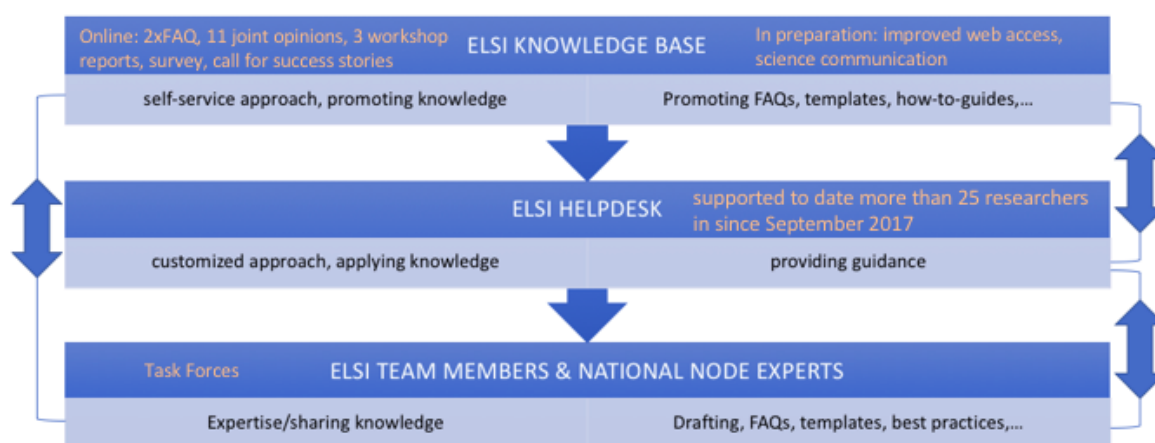 Online: 2xFAQ, 11 joint opinions, 3 workshop
reports, survey, call for success stories
ELSI KNOWLEDGE BASE
In preparation: improved web access,
science communication
self-service approach, promoting knowledge
Promoting FAQs, templates, how-to-guides,...
ELSI HELPDESK
supported to date more than 25 researchers
in since September 2017
customized approach, applying knowledge
providing guidance
Task Forces
ELSI TEAM MEMBERS & NATIONAL NODE EXPERTS
Expertise/sharing knowledge
Drafting, FAQs, templates, best practices,...